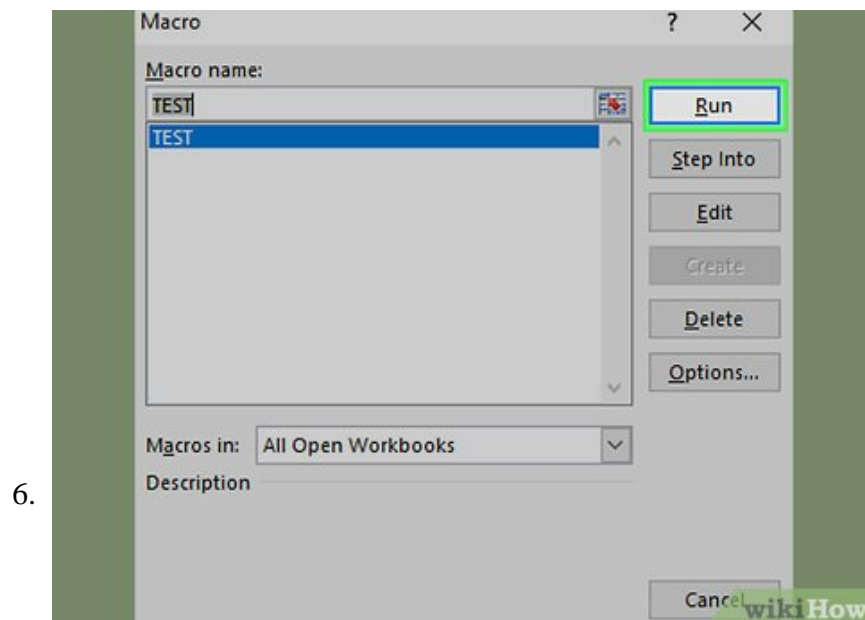 Macro ? ×
Macro name:
TEST
Run
TEST
Step Into
Edit
Create
Delete
Options...
Macros in: All Open Workbooks
6.
Description
Cancel
wikiHow